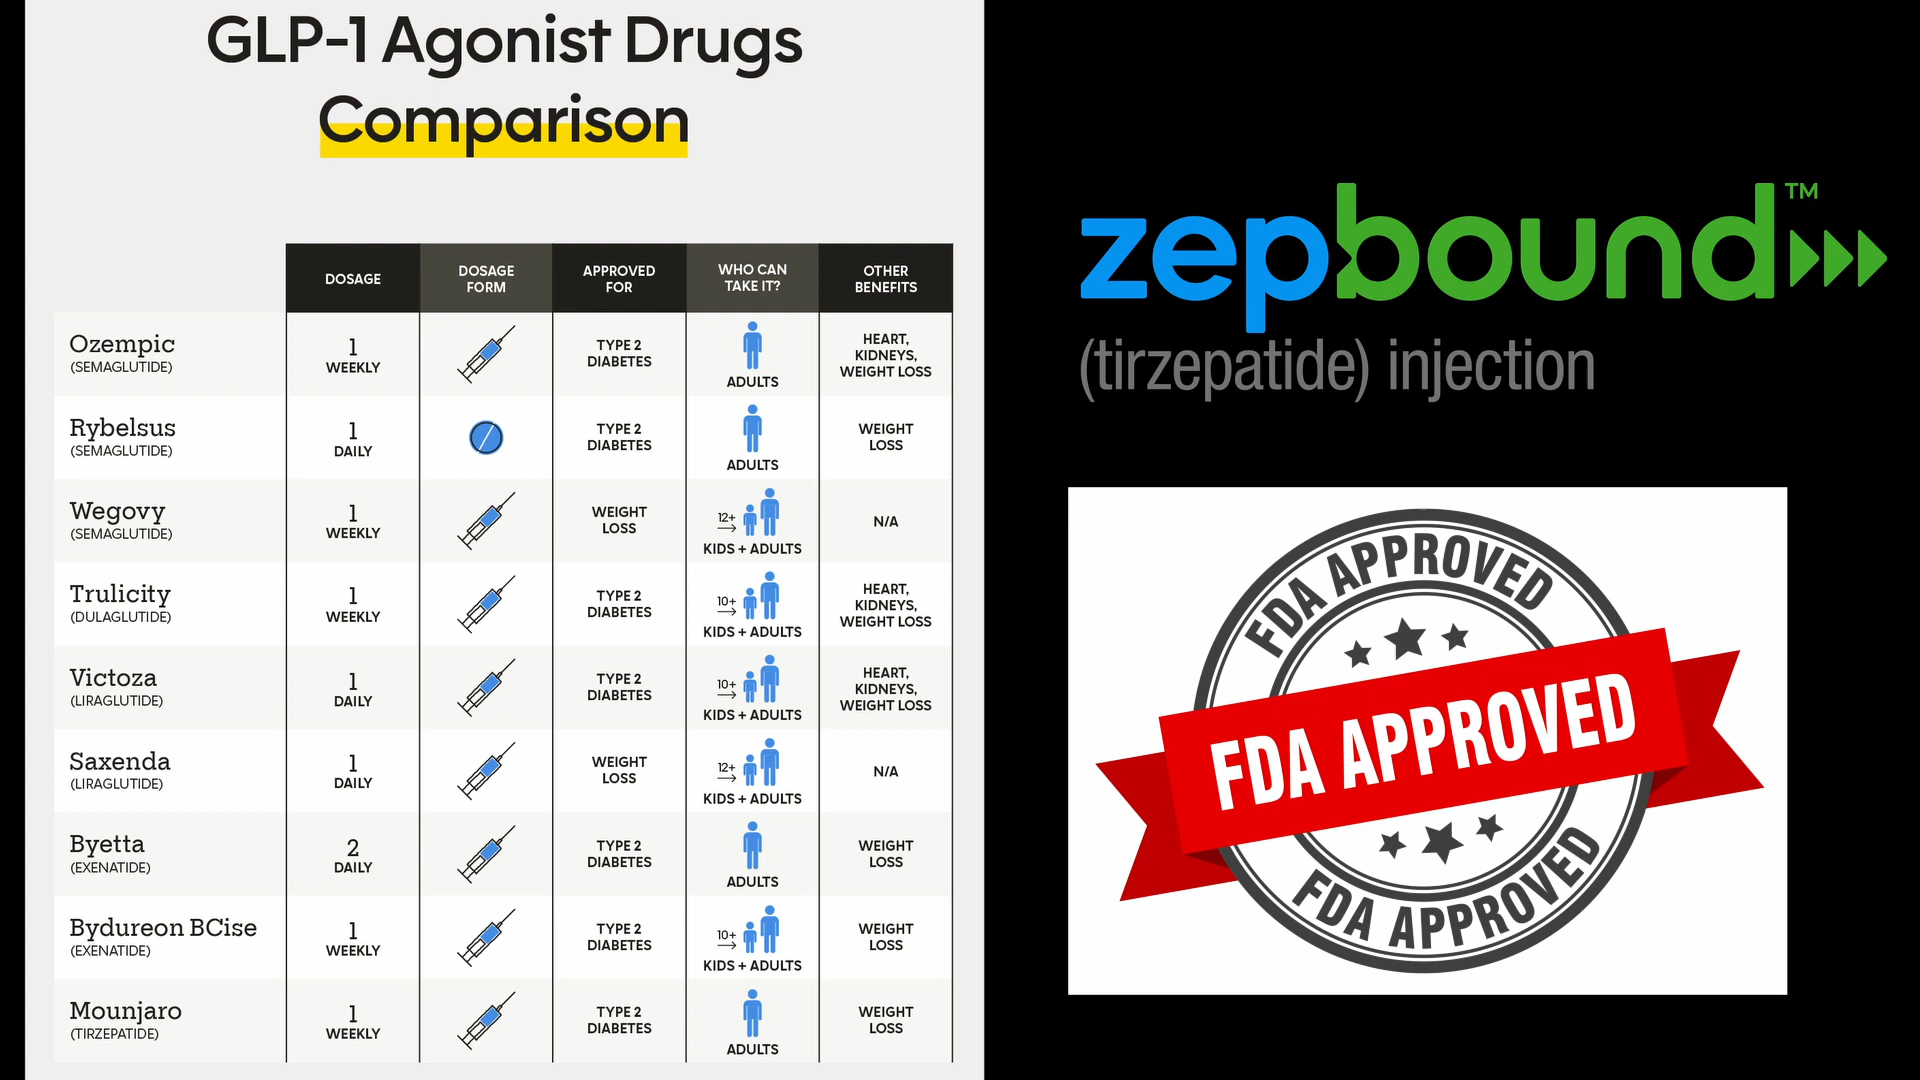 GLP-1 Agonist Drugs
Comparison
DOSAGE
DOSAGE
FORM
APPROVED
FOR
WHO CAN
TAKE IT?
OTHER
BENEFITS
Ozempic
(SEMAGLUTIDE)
1
WEEKLY
TYPE 2
DIABETES
ADULTS
HEART,
KIDNEYS,
WEIGHT LOSS
Rybelsus
(SEMAGLUTIDE)
1
DAILY
TYPE 2
DIABETES
ADULTS
WEIGHT
LOSS
Wegovy
(SEMAGLUTIDE)
1
WEEKLY
WEIGHT
LOSS
12+
KIDS + ADULTS
N/A
Trulicity
(DULAGLUTIDE)
1
WEEKLY
TYPE 2
DIABETES
10+
KIDS + ADULTS
HEART,
KIDNEYS,
WEIGHT LOSS
Victoza
(LIRAGLUTIDE)
1
DAILY
TYPE 2
DIABETES
10+
KIDS + ADULTS
HEART,
KIDNEYS,
WEIGHT LOSS
Saxenda
(LIRAGLUTIDE)
1
DAILY
WEIGHT
LOSS
12+
KIDS + ADULTS
N/A
Byetta
(EXENATIDE)
2
DAILY
TYPE 2
DIABETES
ADULTS
WEIGHT
LOSS
Bydureon BCise
(EXENATIDE)
1
WEEKLY
TYPE 2
DIABETES
10+
KIDS + ADULTS
WEIGHT
LOSS
Mounjaro
(TIRZEPATIDE)
1
WEEKLY
TYPE 2
DIABETES
ADULTS
WEIGHT
LOSS
zepbound™
(tirzepatide) injection
FDA APPROVED
FDA APPROVED
FDA APPROVED